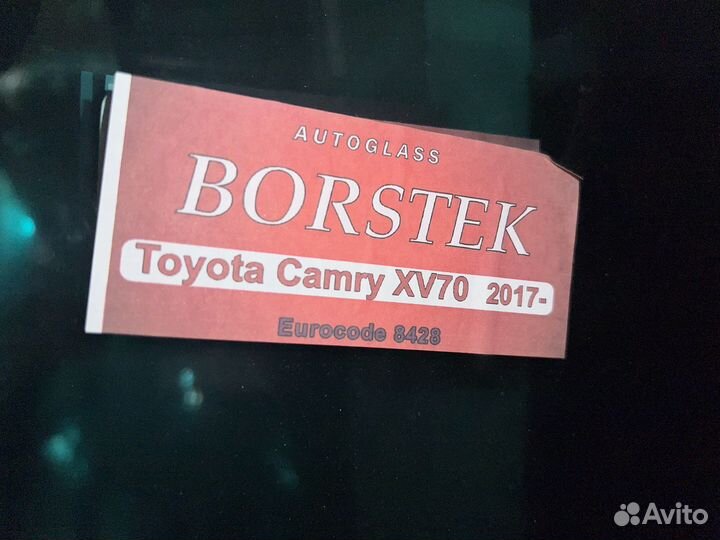 AUTOGLASS
BORSTEK
Toyota Camry XV70 2017-
Eurocode 8428
Avito